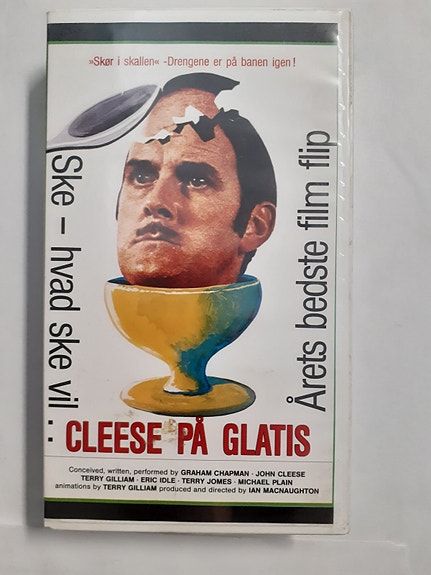 »Skør i skallen« -Drengene er på banen igen!
Ske – hvad ske vil . .
Årets bedste film flip
CLEESE PÅ GLATIS
Conceived, written, performed by GRAHAM CHAPMAN · JOHN CLEESE
TERRY GILLIAM · ERIC IDLE · TERRY JONES · MICHAEL PLAIN
animations by TERRY GILLIAM produced and directed by IAN MACNAUGHTON